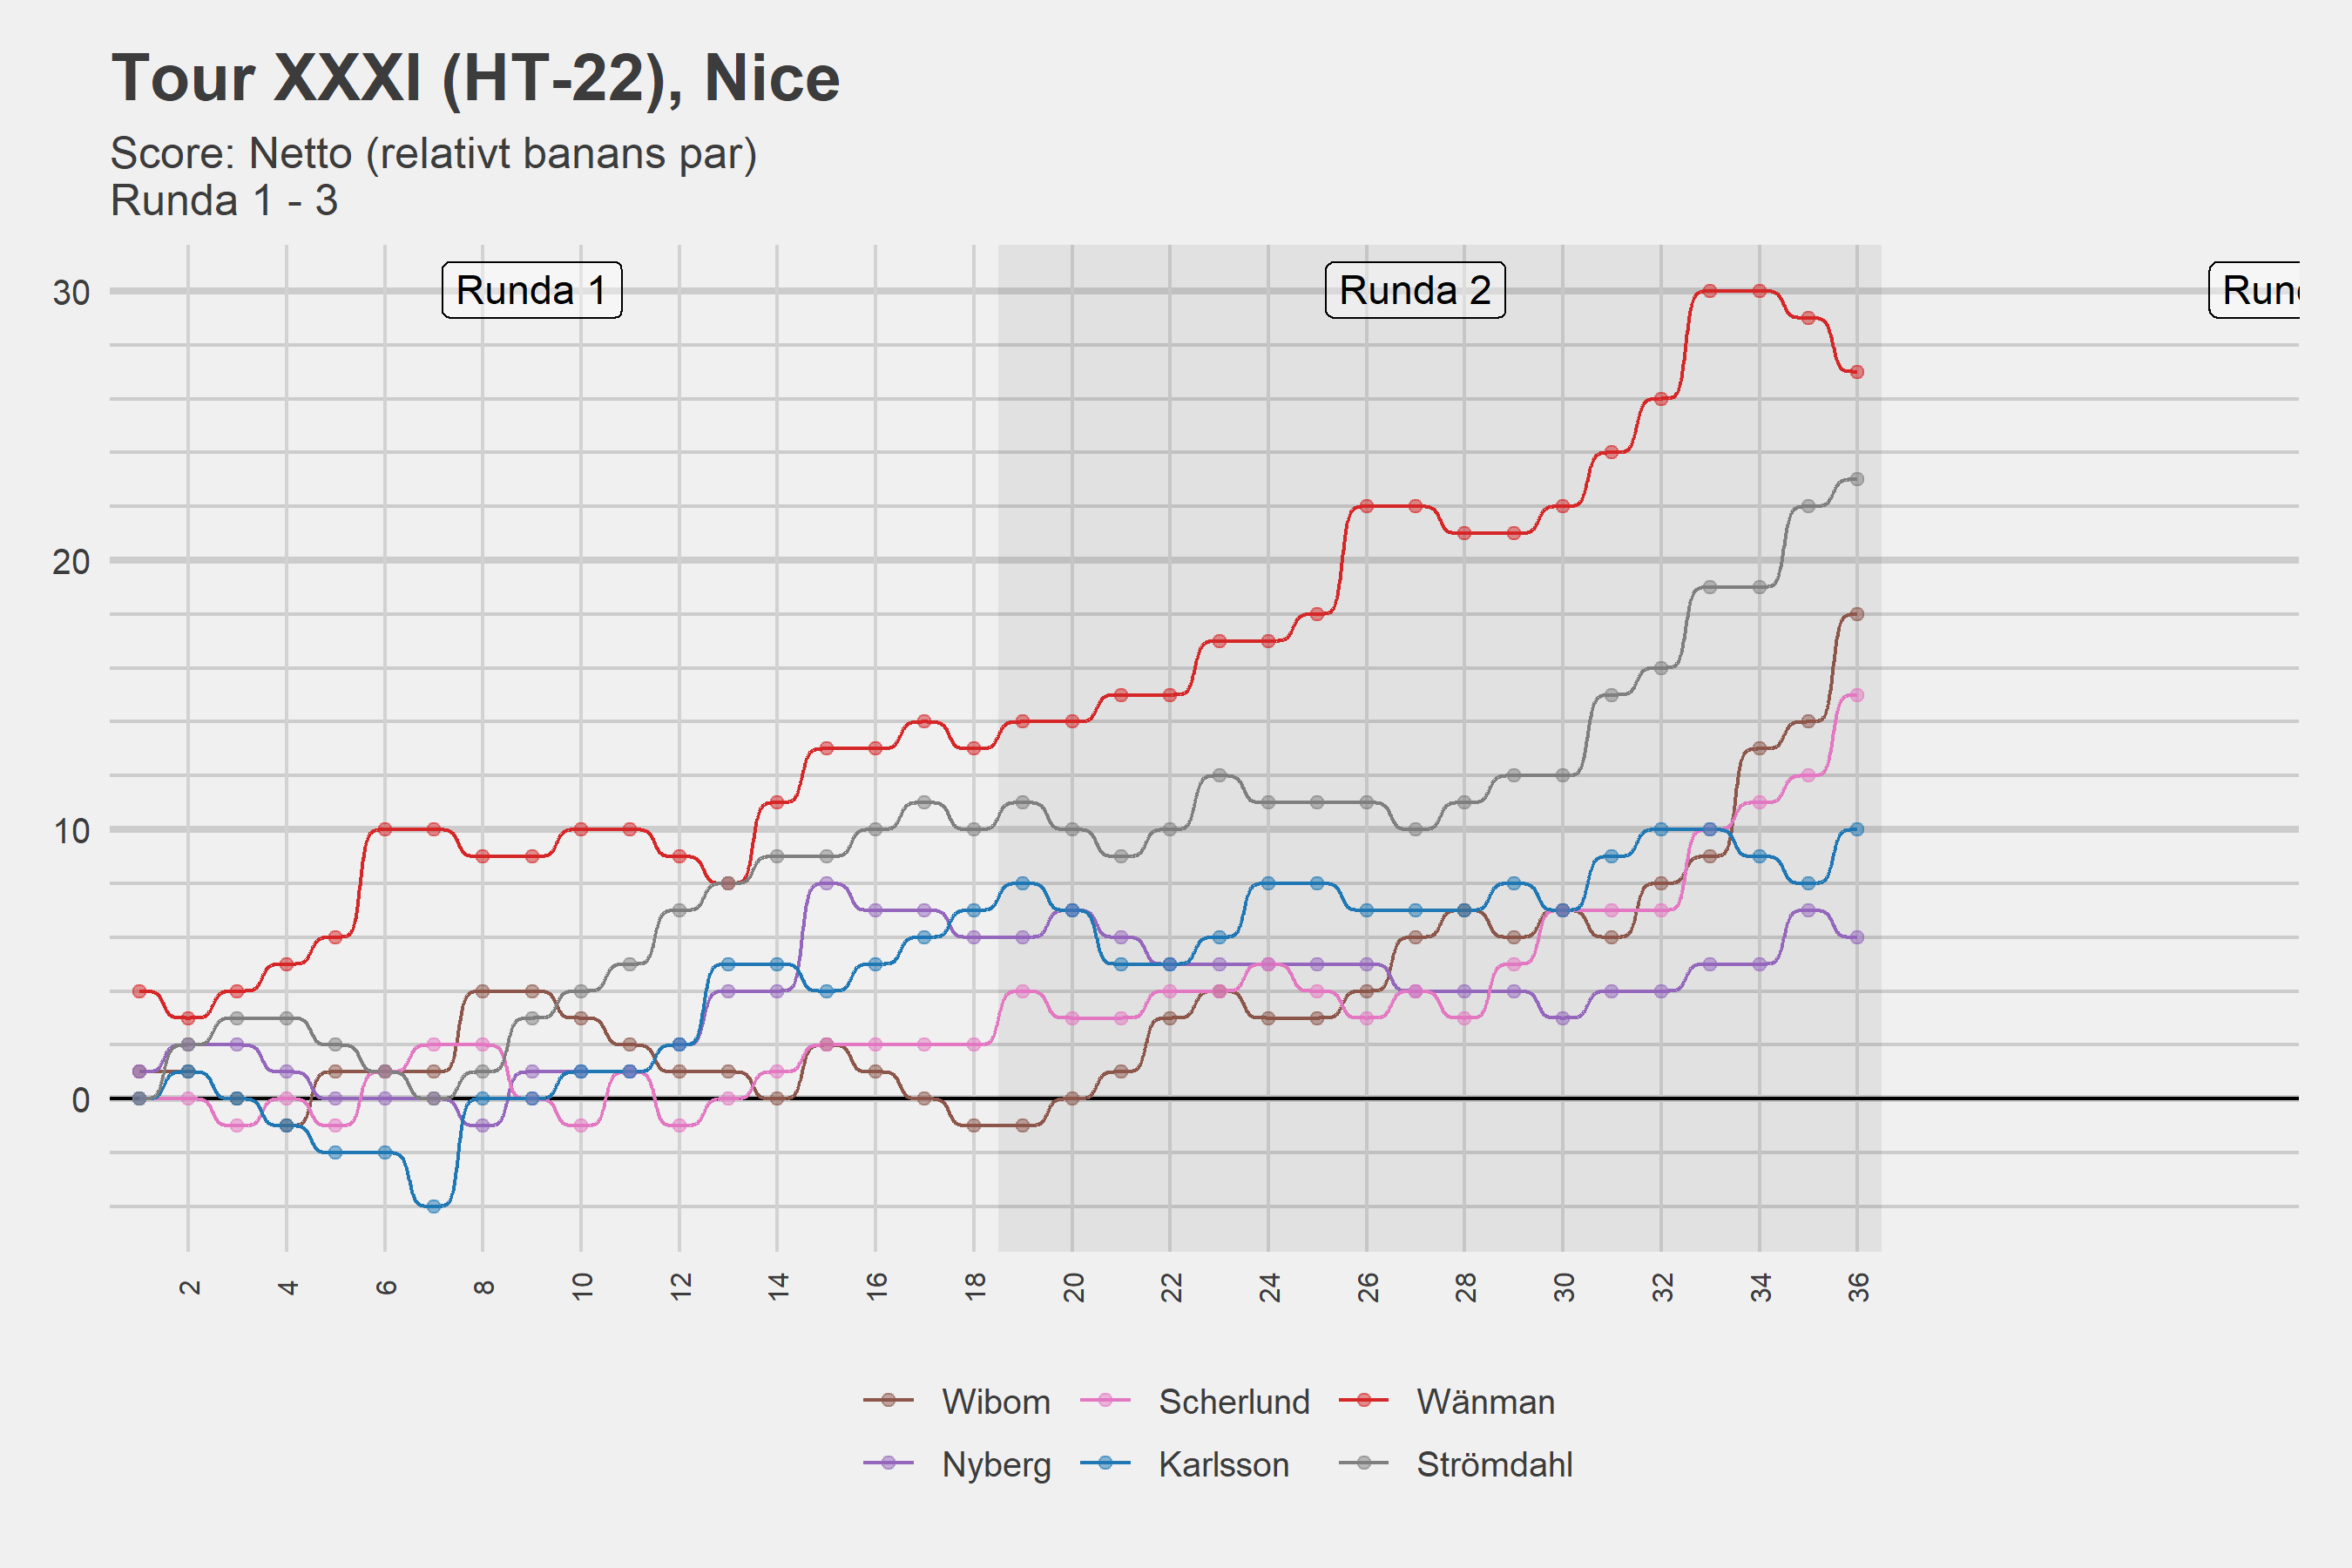 Tour XXXI (HT-22), Nice
Score: Netto (relativt banans par)
Runda 1 - 3
Runda 1
Runda 2
30
20
10
0
2 4 6 8 10 12 14 16 18 20 22 24 26 28 30 32 34 36
Wibom Scherlund Wänman
Nyberg Karlsson Strömdahl